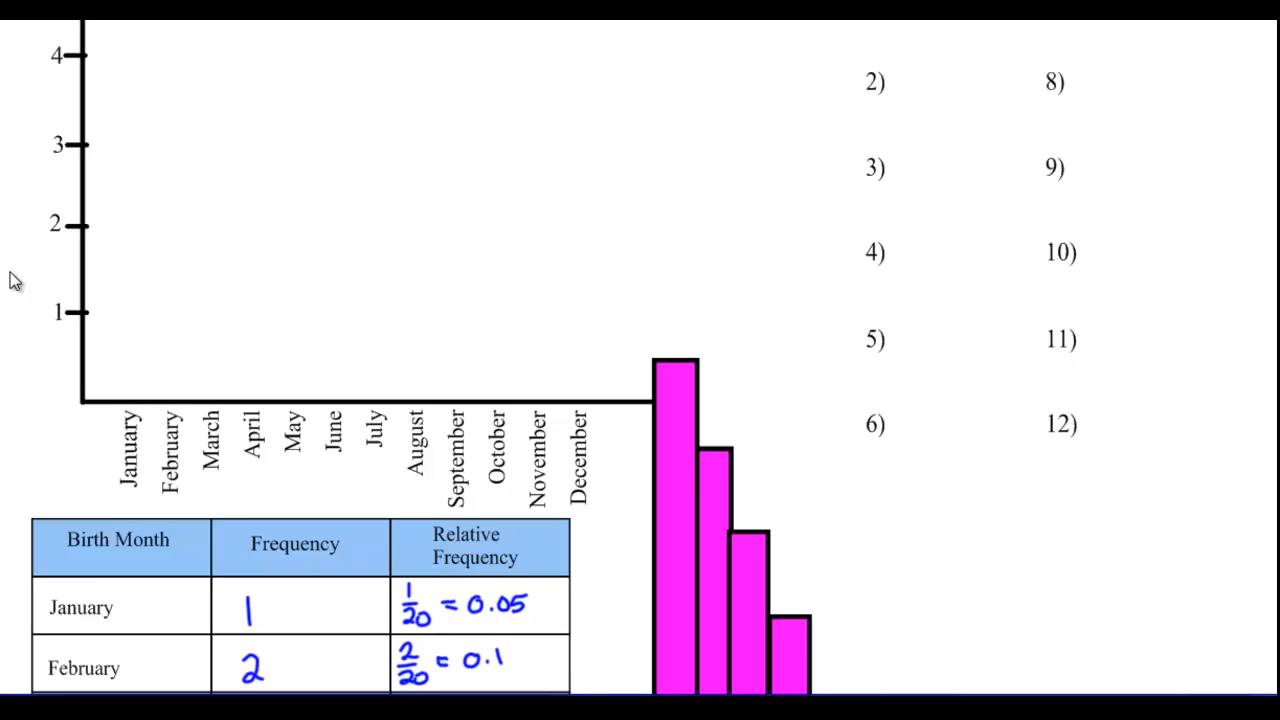 4
3
2
1
January
February
March
April
May
June
July
August
September
October
November
December
2) 8)
3) 9)
4) 10)
5) 11)
6) 12)
Birth Month Frequency Relative Frequency
January 1 1/20 = 0.05
February 2 2/20 = 0.1